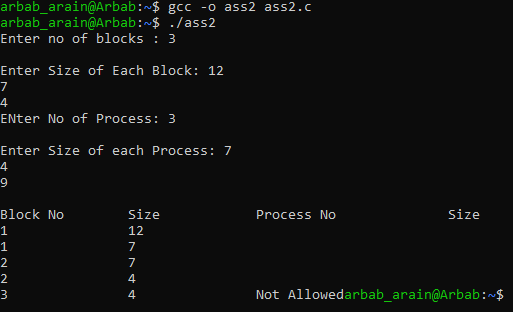 arbab_arain@Arbab:~$ gcc -o ass2 ass2.c
arbab_arain@Arbab:~$ ./ass2
Enter no of blocks : 3
Enter Size of Each Block: 12
7
4
ENter No of Process: 3
Enter Size of each Process: 7
4
9
Block No        Size            Process No              Size
1               12
1               7
2               7
2               4
3               4               Not Allowedarbab_arain@Arbab:~$